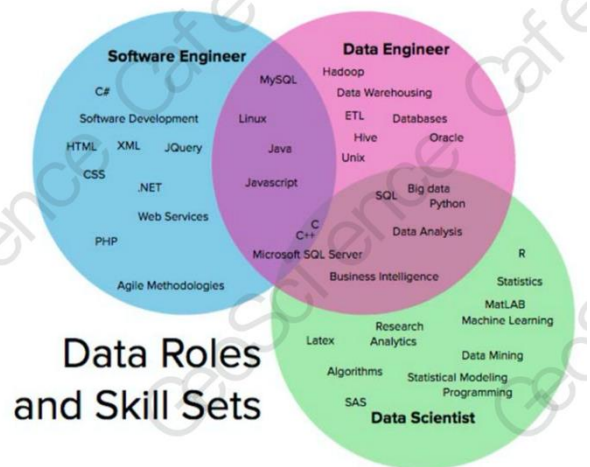 Software Engineer
C#
Software Development
HTML XML JQuery
CSS
.NET
Web Services
PHP
Agile Methodologies
MySQL
Linux
Java
Javascript
C
C++
Microsoft SQL Server
Data Engineer
Hadoop
Data Warehousing
ETL Databases
Hive Oracle
Unix
SQL Big data
Python
Data Analysis
Business Intelligence
R
Statistics
MatLAB
Machine Learning
Research
Latex Analytics
Data Mining
Algorithms
Statistical Modeling
Programming
SAS
Data Scientist
Data Roles
and Skill Sets
GeoScience Cafe